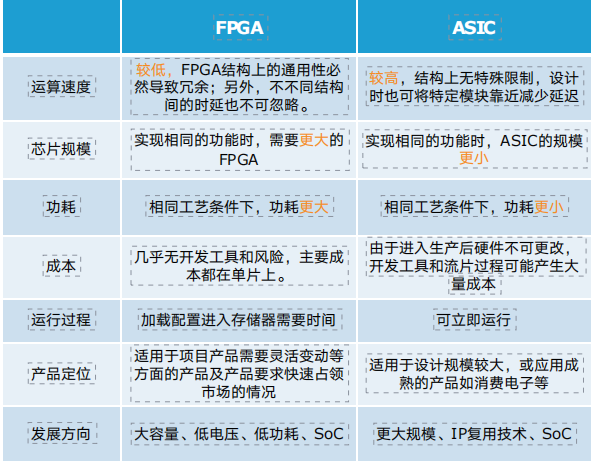 FPGA
ASIC
运算速度
较低，FPGA结构上的通用性必
然导致冗余；另外，不不同结构
间的时延也不可忽略。
较高，结构上无特殊限制，设计
时也可将特定模块靠近减少延迟
芯片规模
实现相同的功能时，需要更大的
FPGA
实现相同的功能时，ASIC的规模
更小
功耗
相同工艺条件下，功耗更大
相同工艺条件下，功耗更小
成本
几乎无开发工具和风险，主要成
本都在单片上。
由于进入生产后硬件不可更改，
开发工具和流片过程可能产生大
量成本
运行过程
加载配置进入存储器需要时间
可立即运行
产品定位
适用于项目产品需要灵活变动等
方面的产品及产品要求快速占领
市场的情况
适用于设计规模较大，或应用成
熟的产品如消费电子等
发展方向
大容量、低电压、低功耗、SoC
更大规模、IP复用技术、SoC